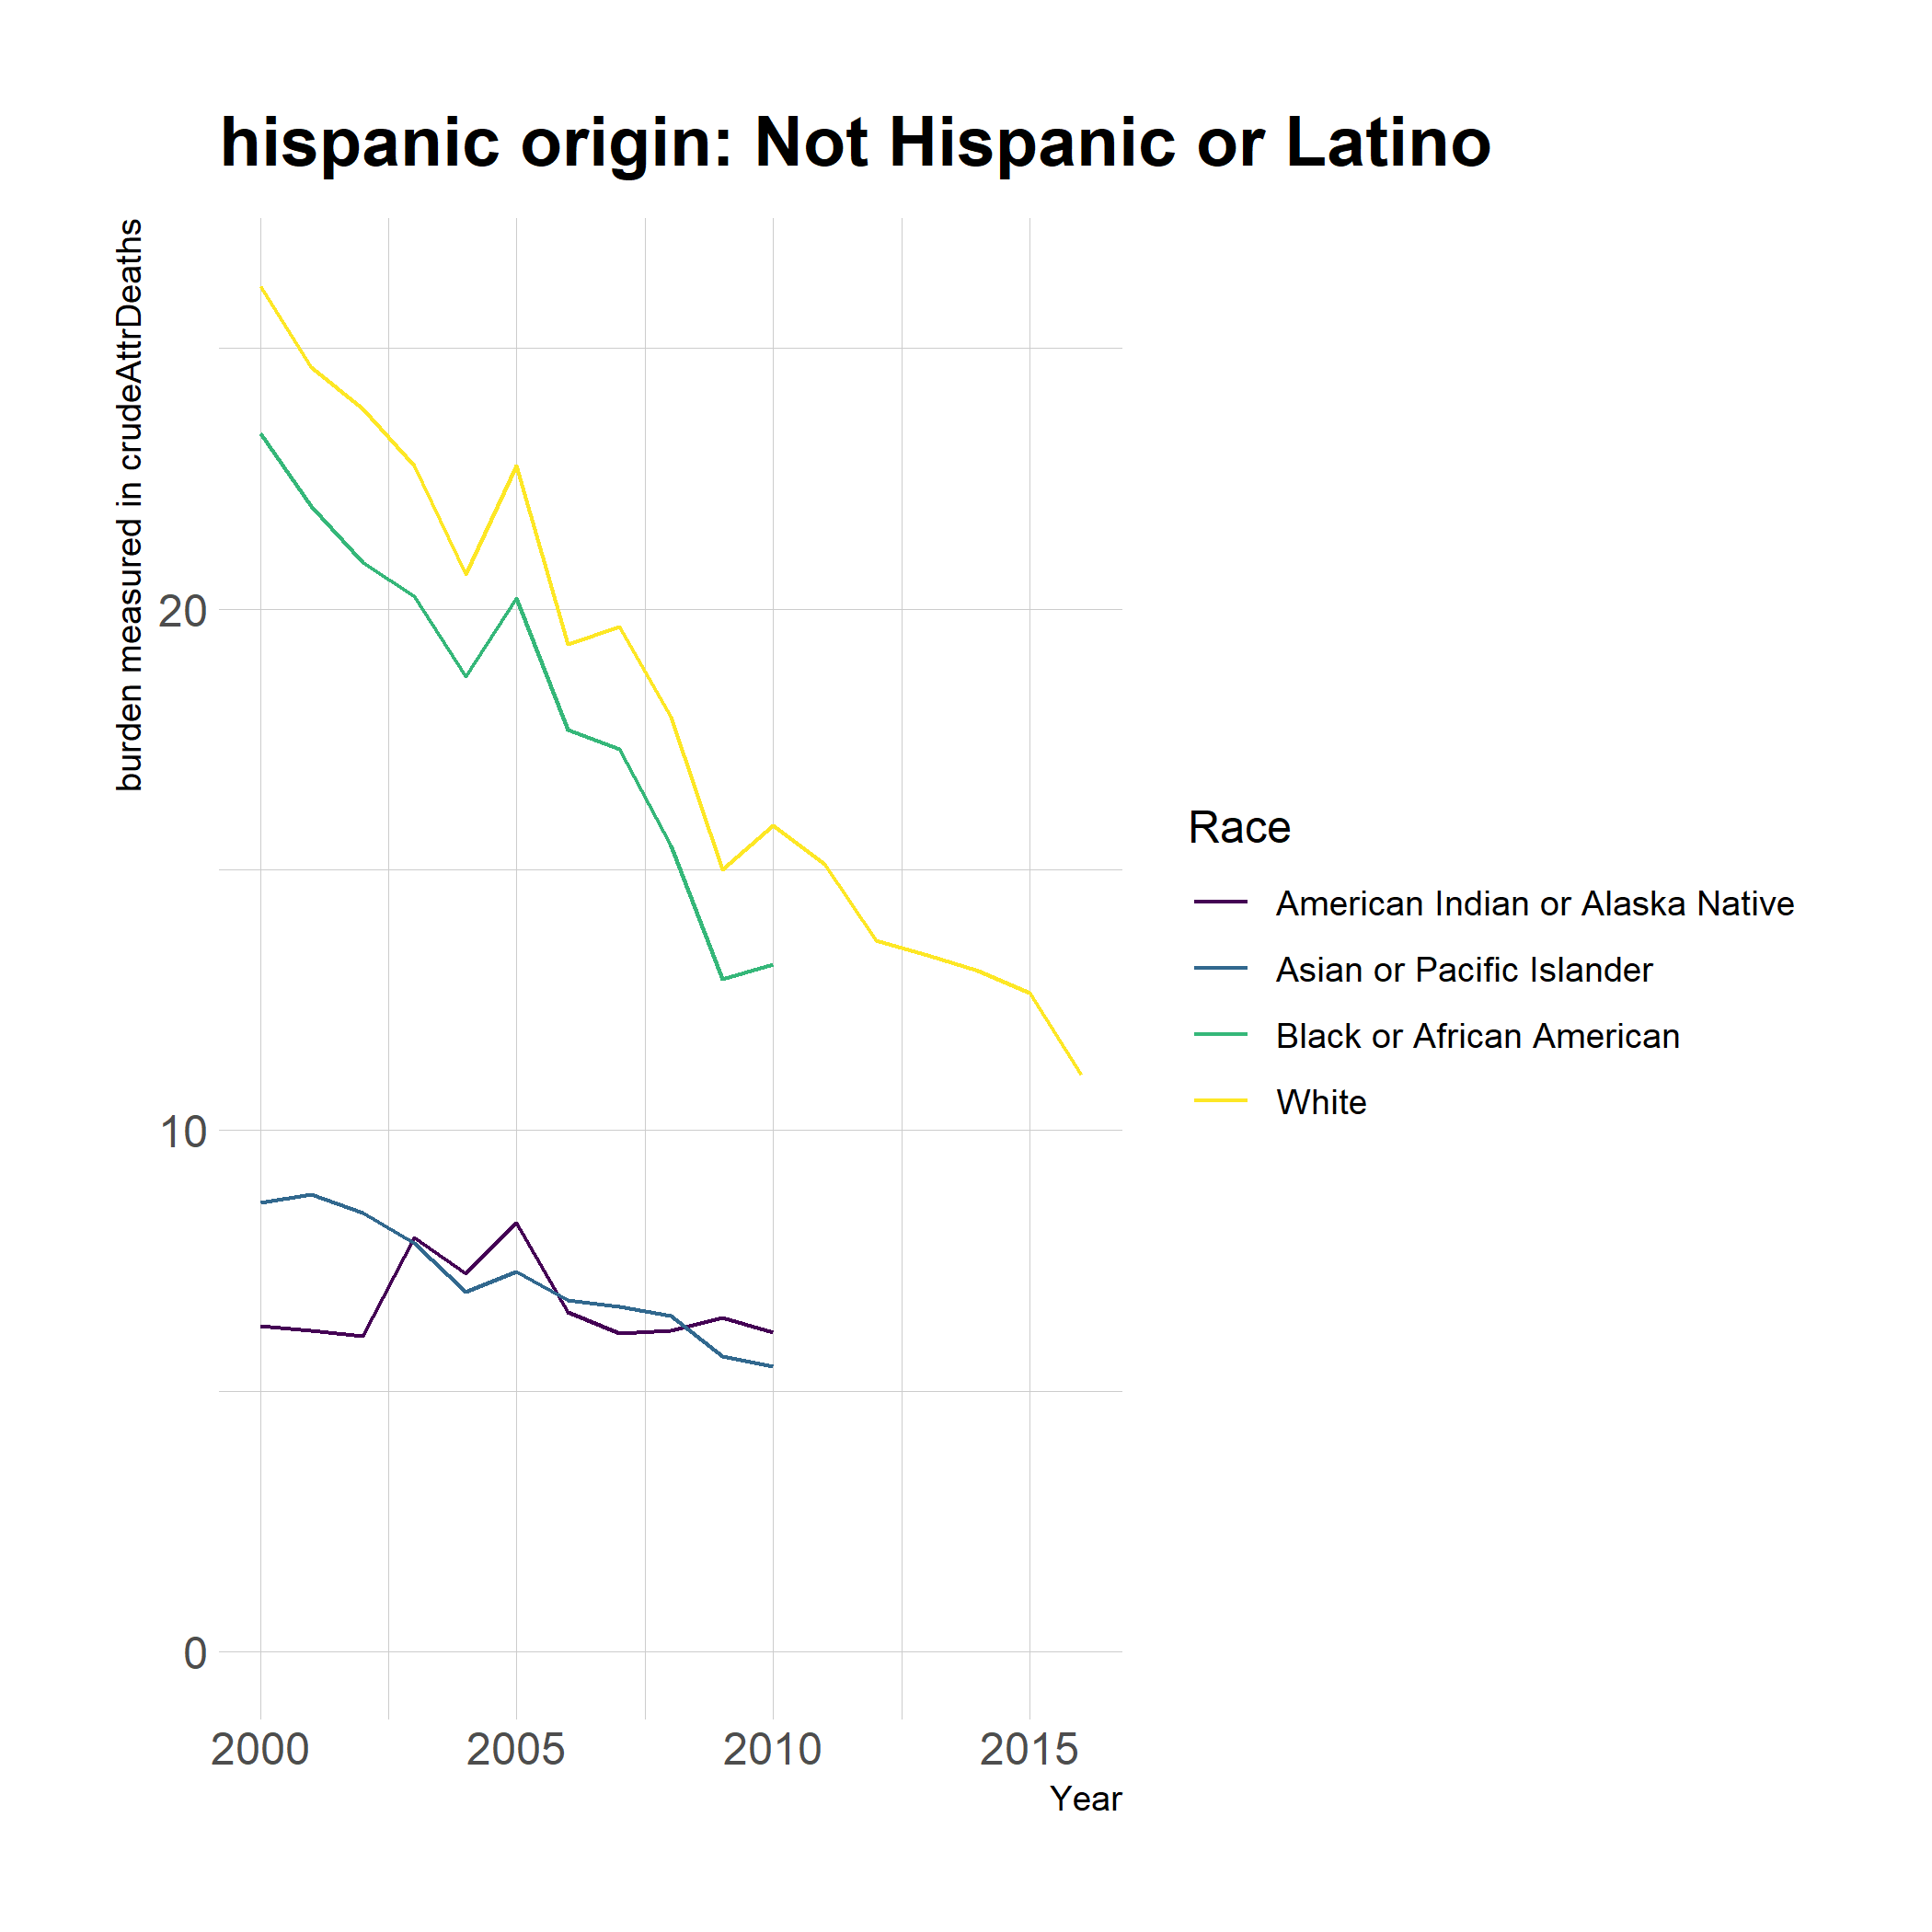 hispanic origin: Not Hispanic or Latino
burden measured in crudeAttrDeaths
20
10
0
2000
2005
2010
2015
Year
Race
American Indian or Alaska Native
Asian or Pacific Islander
Black or African American
White